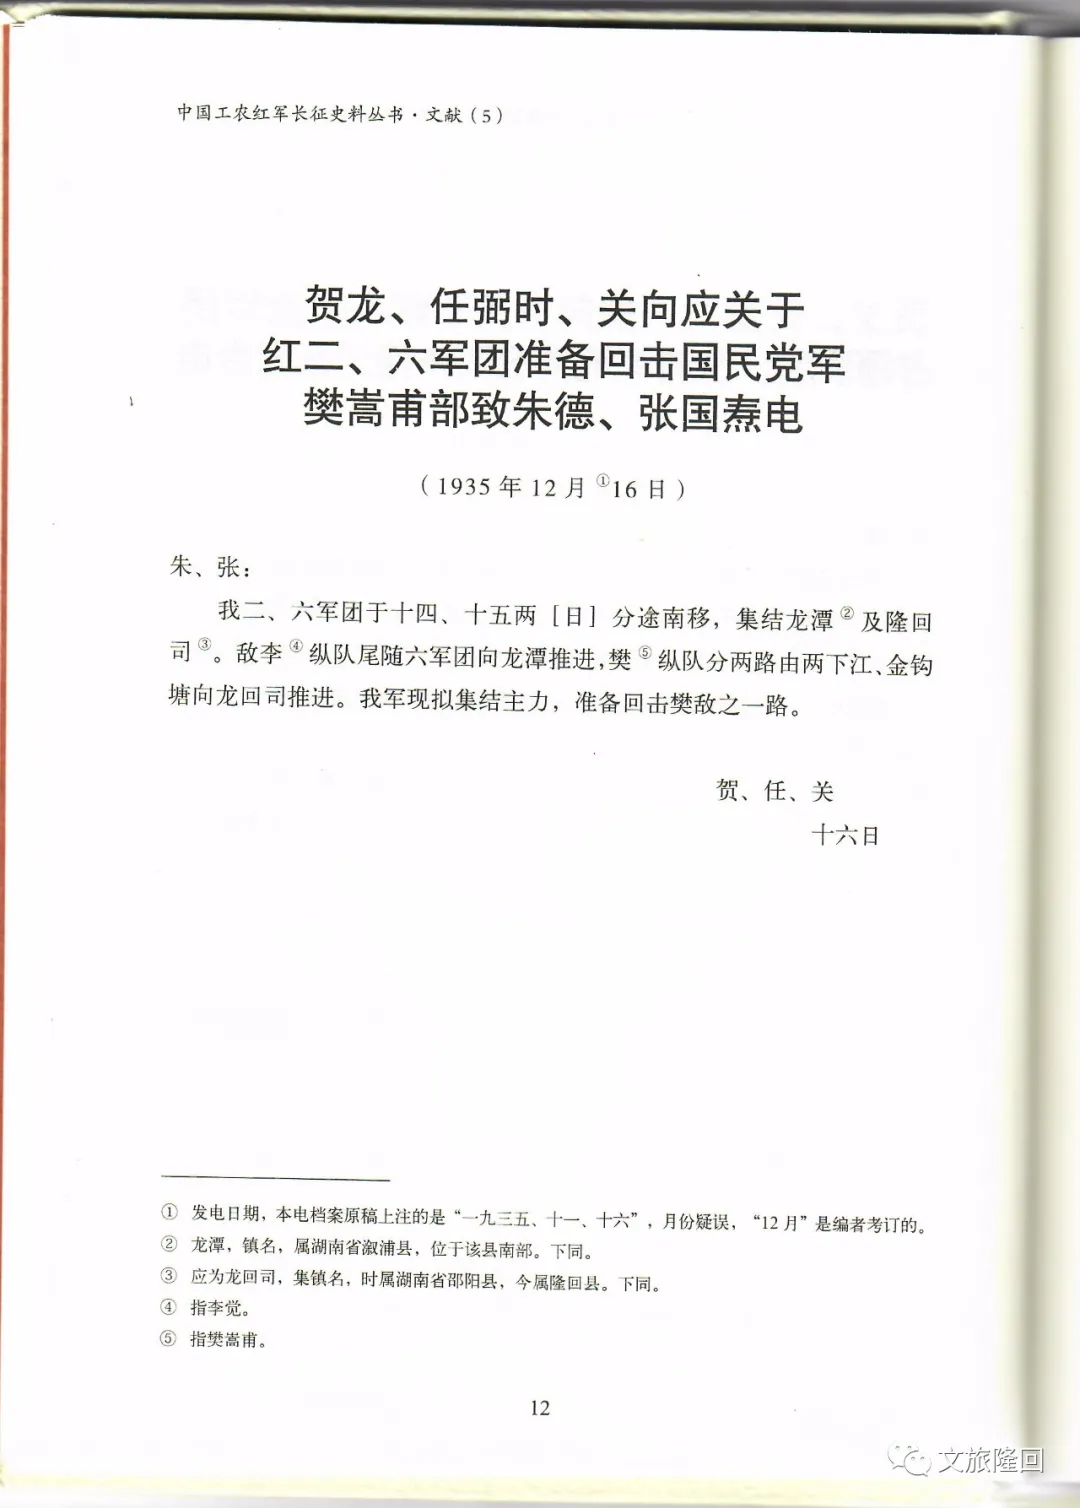 中国工农红军长征史料丛书·文献（5）
贺龙、任弼时、关向应关于
红二、六军团准备回击国民党军
樊嵩甫部致朱德、张国焘电
（1935年12月①16日）
朱、张：
我二、六军团于十四、十五两［日］分途南移，集结龙潭②及隆回
司③。敌李④纵队尾随六军团向龙潭推进，樊⑤纵队分两路由两下江、金钩
塘向龙回司推进。我军现拟集结主力，准备回击樊敌之一路。
贺、任、关
十六日
① 发电日期，本电档案原稿上注的是“一九三五、十一、十六”，月份疑误，“12月”是编者考订的。
② 龙潭，镇名，属湖南省溆浦县，位于该县南部。下同。
③ 应为龙回司，集镇名，时属湖南省邵阳县，今属隆回县。下同。
④ 指李觉。
⑤ 指樊嵩甫。
12
文旅隆回